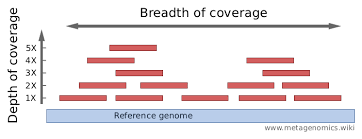 Breadth of coverage
Depth of coverage
5X
4X
3X
2X
1X
Reference genome
www.metagenomics.wiki